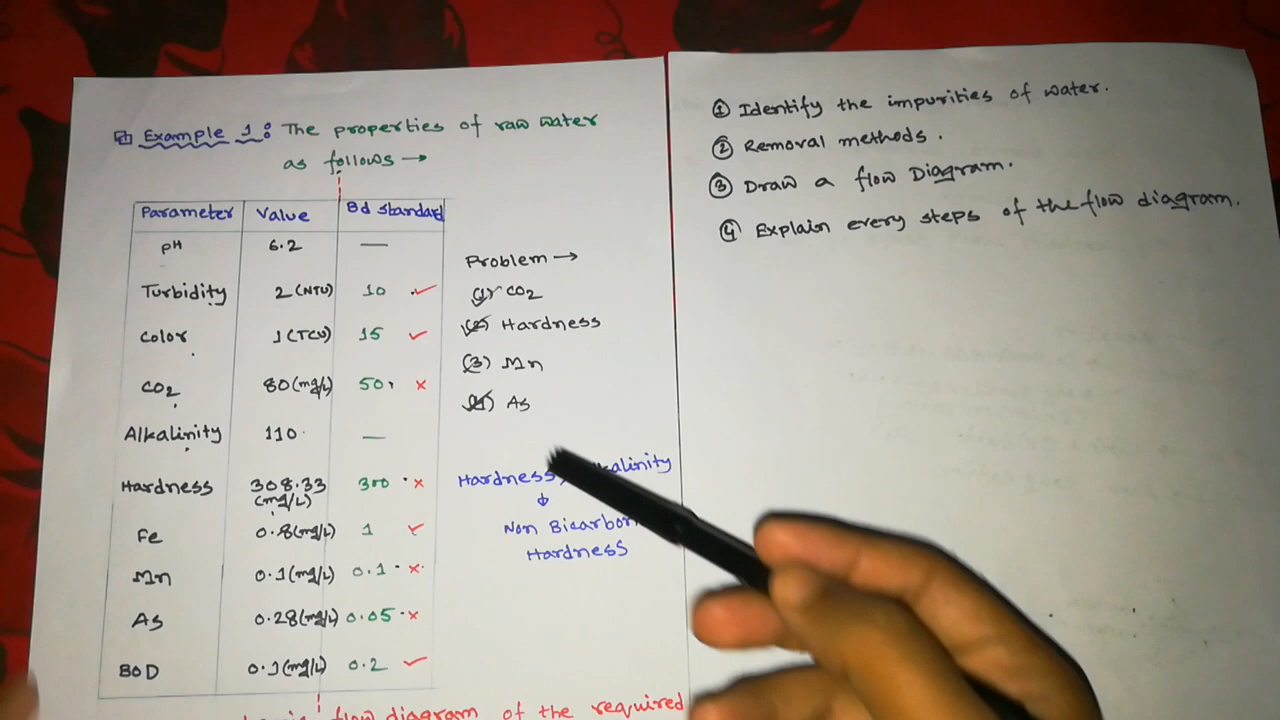 Example 1: The properties of raw water
as follows →
Parameter Value Bd standard
pH 6.2 —
Turbidity 2 (NTU) 10 ✓
Color 1 (TCU) 15 ✓
CO2 80 (mg/L) 50 ×
Alkalinity 110 —
Hardness 308.33 (mg/L) 300 ×
Fe 0.8 (mg/L) 1 ✓
Mn 0.1 (mg/L) 0.1 ×
As 0.28 (mg/L) 0.05 ×
BOD 0.1 (mg/L) 0.2 ✓
Problem →
(1) CO2
(2) Hardness
(3) Mn
(4) As
Hardness,
↓
Non
Hardness
flow diagram of the required
① Identify the impurities of water.
② Removal methods.
③ Draw a flow Diagram.
④ Explain every steps of the flow diagram.